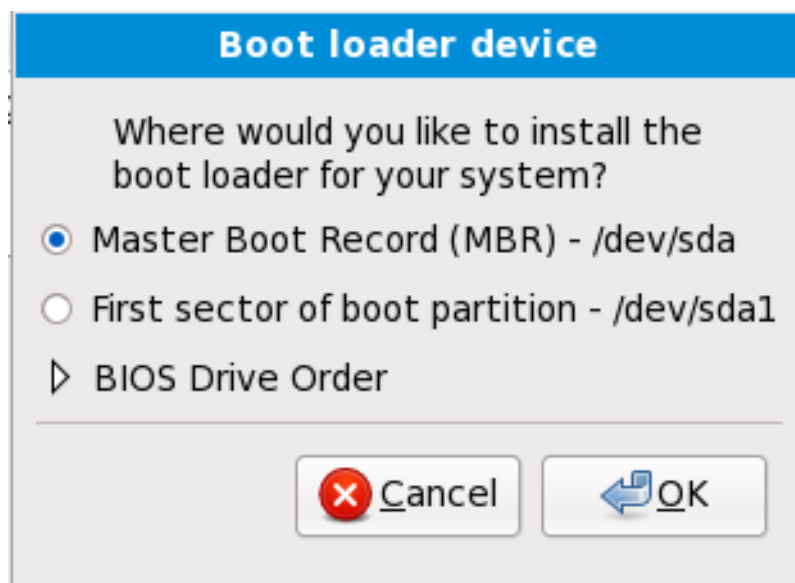 Boot loader device
Where would you like to install the
boot loader for your system?
Master Boot Record (MBR) - /dev/sda
First sector of boot partition - /dev/sda1
BIOS Drive Order
Cancel
OK